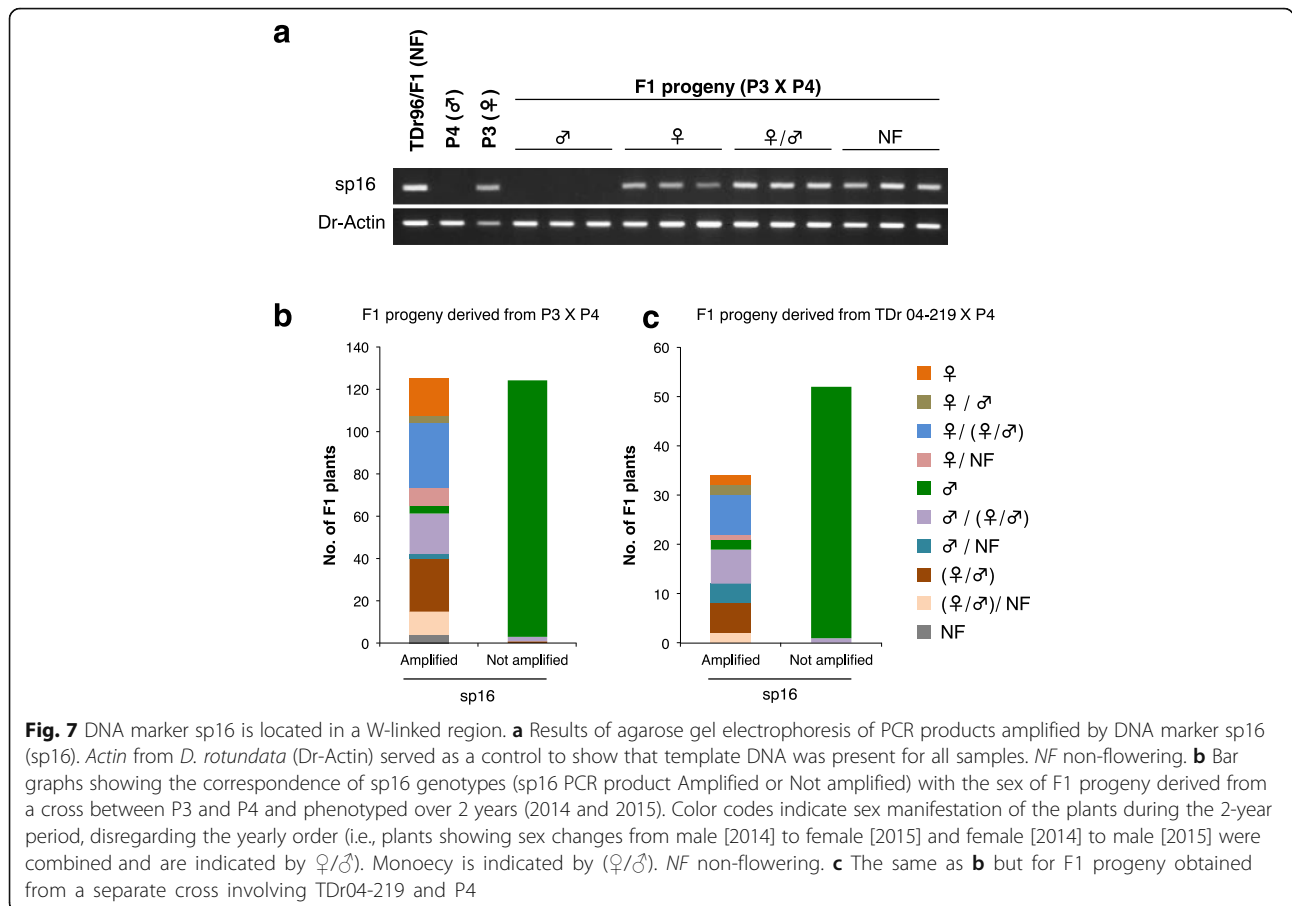 a
TDr96/F1 (NF)
P4 (♂)
P3 (♀)
F1 progeny (P3 X P4)
♂ ♀ ♀/♂ NF
sp16
Dr-Actin
b F1 progeny derived from P3 X P4
No. of F1 plants
140
120
100
80
60
40
20
0
Amplified Not amplified
sp16
c F1 progeny derived from TDr 04-219 X P4
No. of F1 plants
60
50
40
30
20
10
0
Amplified Not amplified
sp16
♀
♀ / ♂
♀/ (♀/♂)
♀/ NF
♂
♂ / (♀/♂)
♂ / NF
(♀/♂)
(♀/♂)/ NF
NF
Fig. 7 DNA marker sp16 is located in a W-linked region. a Results of agarose gel electrophoresis of PCR products amplified by DNA marker sp16
(sp16). Actin from D. rotundata (Dr-Actin) served as a control to show that template DNA was present for all samples. NF non-flowering. b Bar
graphs showing the correspondence of sp16 genotypes (sp16 PCR product Amplified or Not amplified) with the sex of F1 progeny derived from
a cross between P3 and P4 and phenotyped over 2 years (2014 and 2015). Color codes indicate sex manifestation of the plants during the 2-year
period, disregarding the yearly order (i.e., plants showing sex changes from male [2014] to female [2015] and female [2014] to male [2015] were
combined and are indicated by ♀/♂). Monoecy is indicated by (♀/♂). NF non-flowering. c The same as b but for F1 progeny obtained
from a separate cross involving TDr04-219 and P4